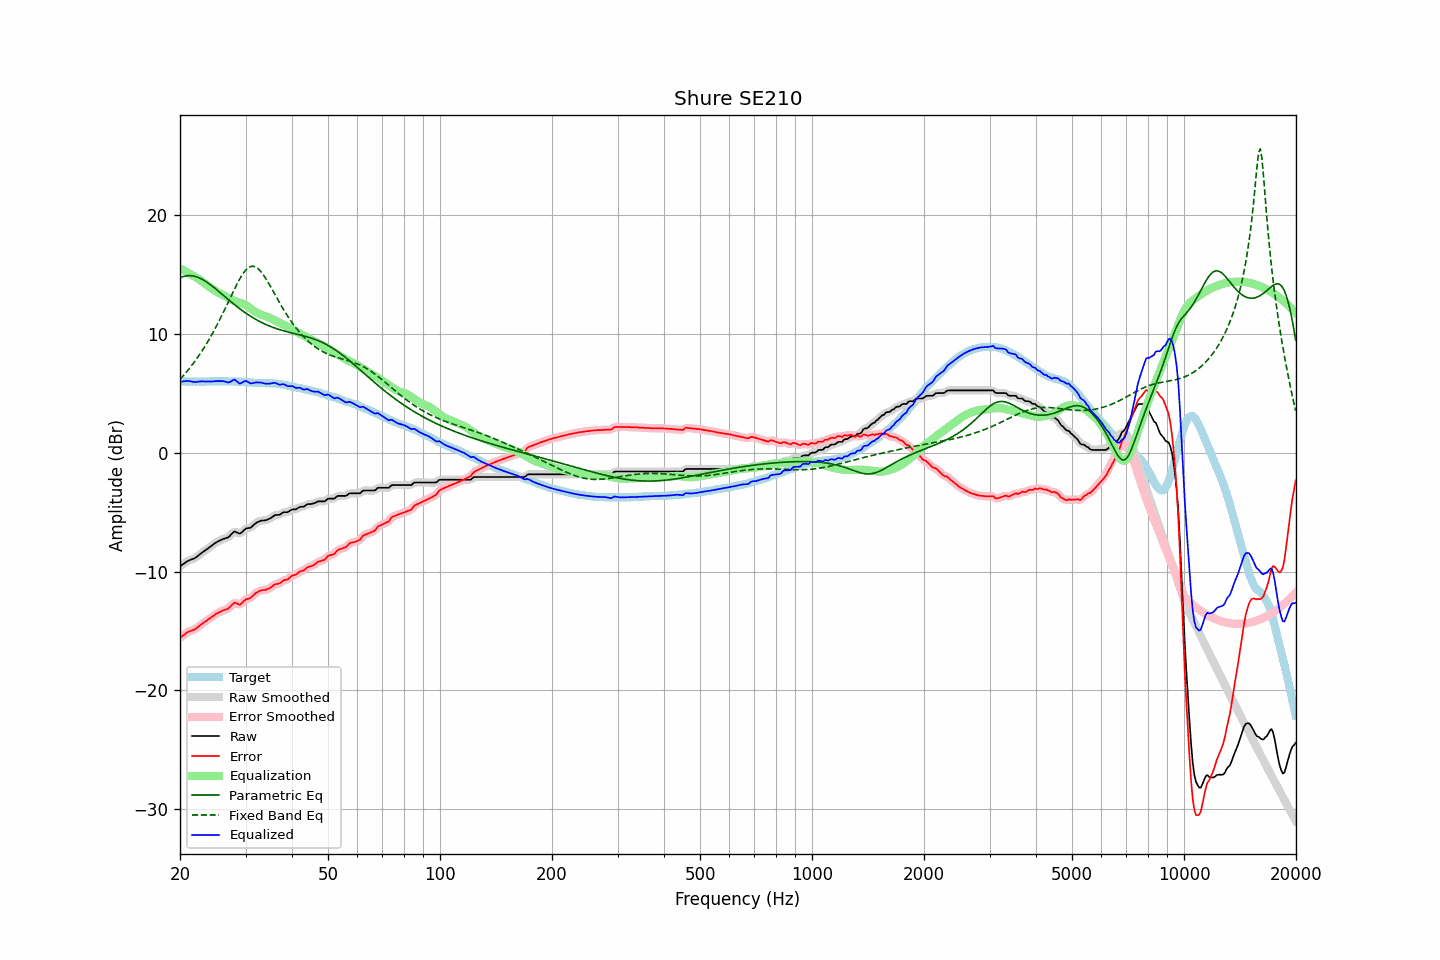 Shure SE210
Amplitude (dBr)
20
10
0
−10
−20
−30
Target
Raw Smoothed
Error Smoothed
Raw
Error
Equalization
Parametric Eq
Fixed Band Eq
Equalized
20 50 100 200 500 1000 2000 5000 10000 20000
Frequency (Hz)